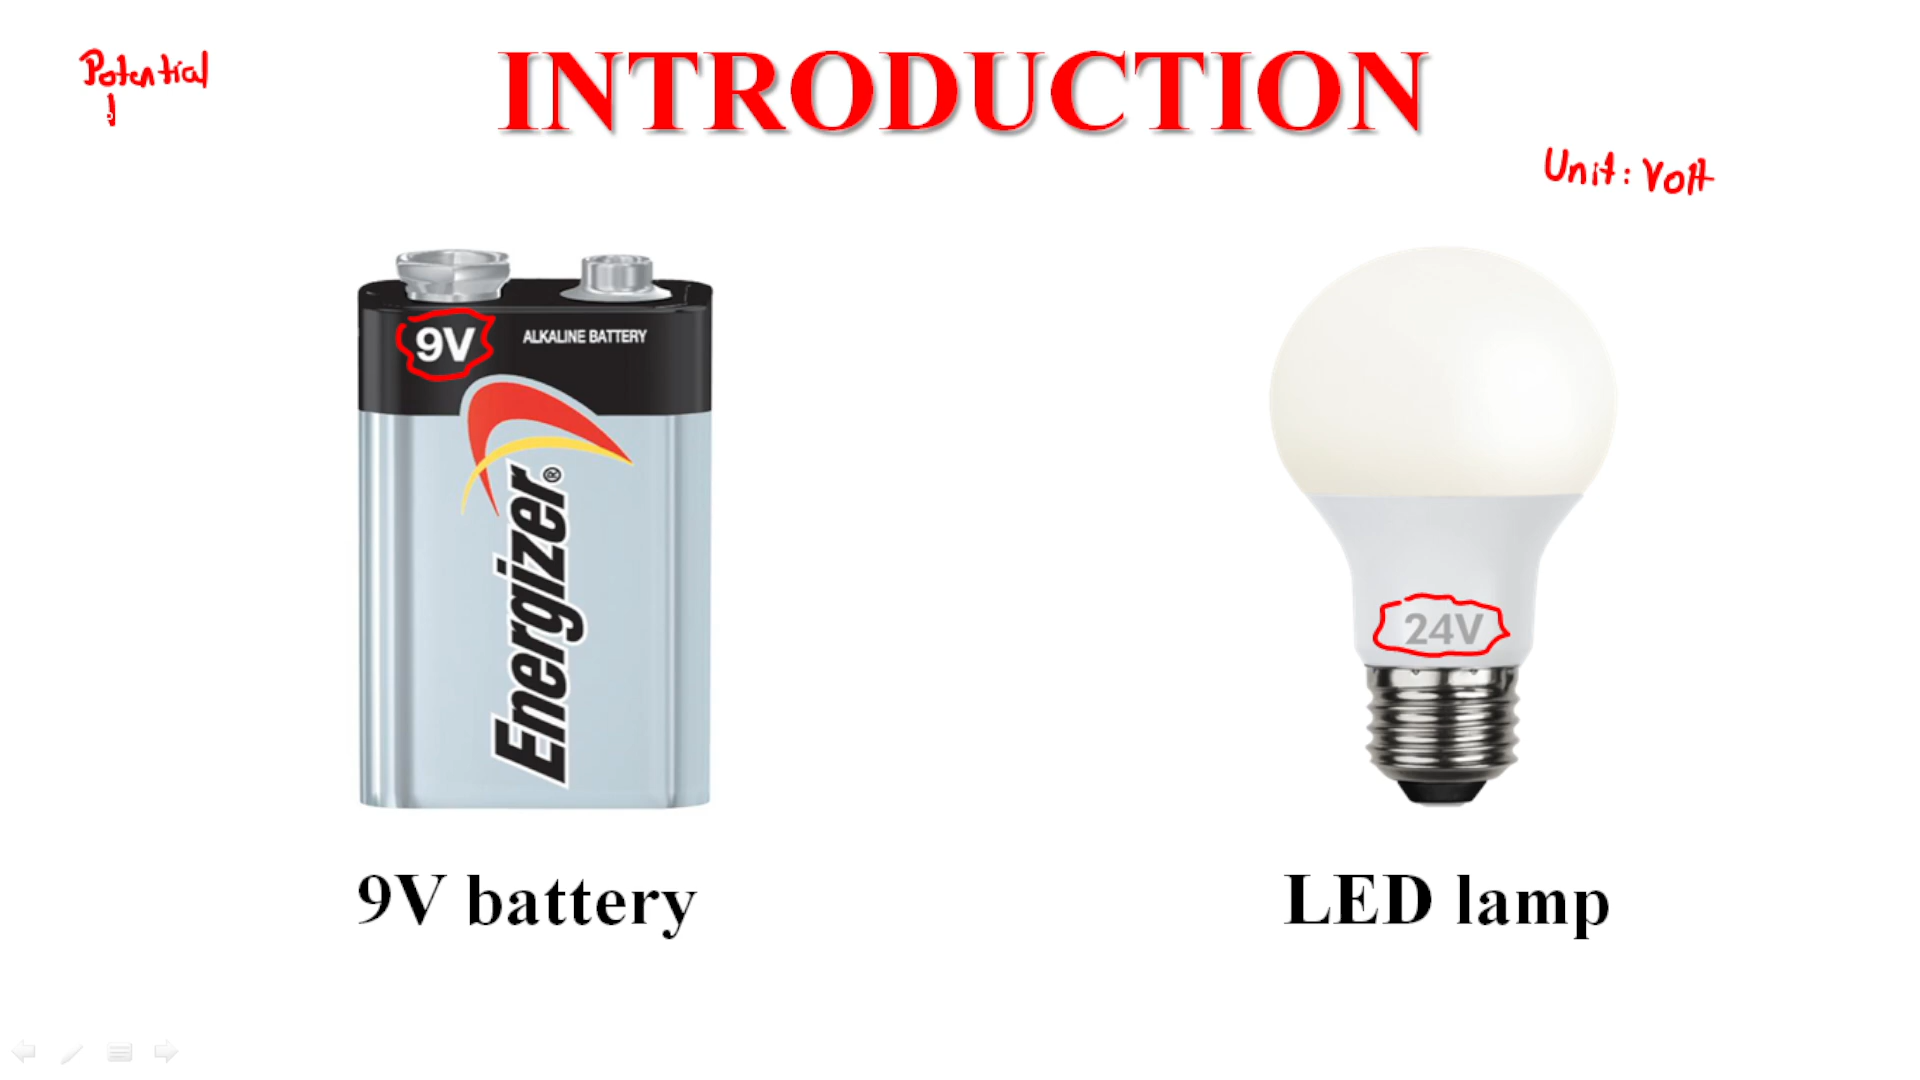 Potential
INTRODUCTION
Unit: Volt
9V
ALKALINE BATTERY
Energizer®
24V
9V battery
LED lamp